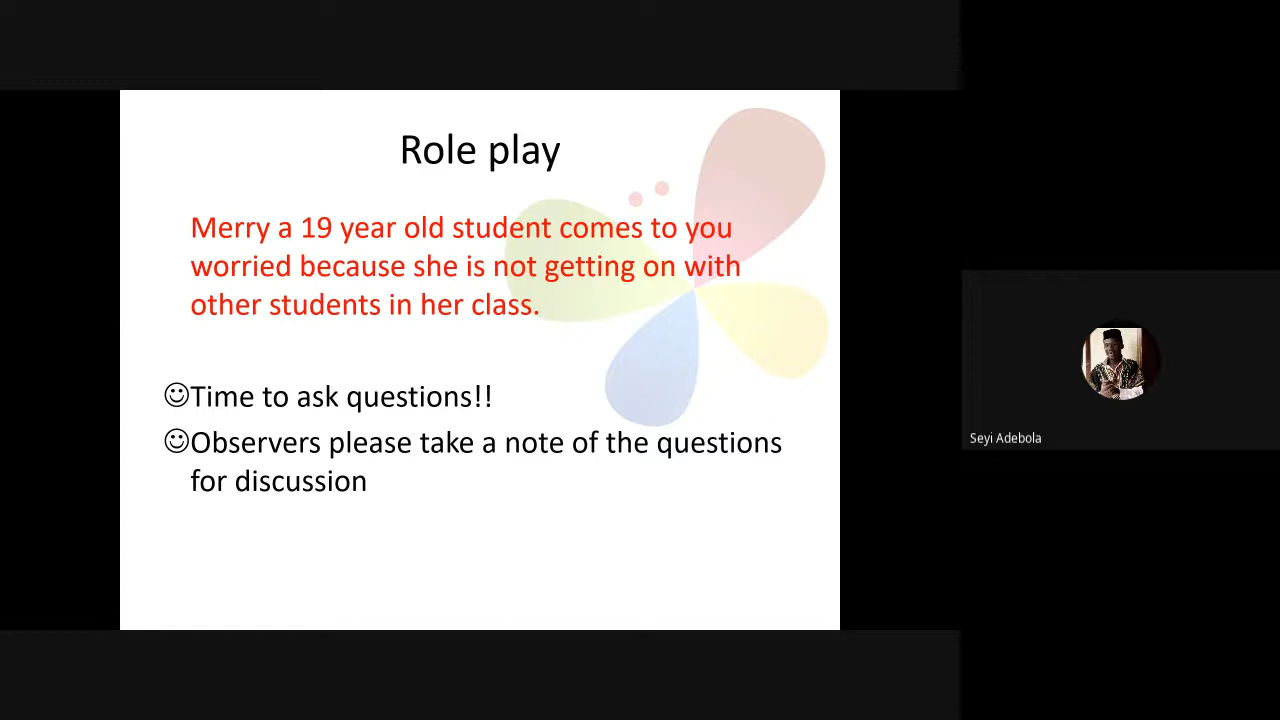 Role play
Merry a 19 year old student comes to you
worried because she is not getting on with
other students in her class.
☺Time to ask questions!!
☺Observers please take a note of the questions
for discussion
Seyi Adebola